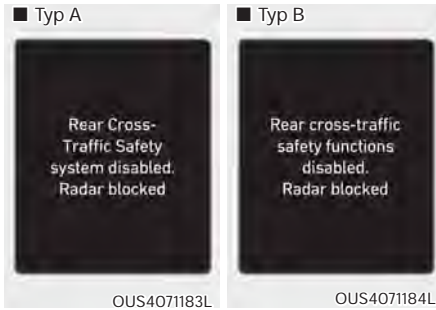 ■ Typ A
Rear Cross-
Traffic Safety
system disabled.
Radar blocked
OUS4071183L
■ Typ B
Rear cross-traffic
safety functions
disabled.
Radar blocked
OUS4071184L